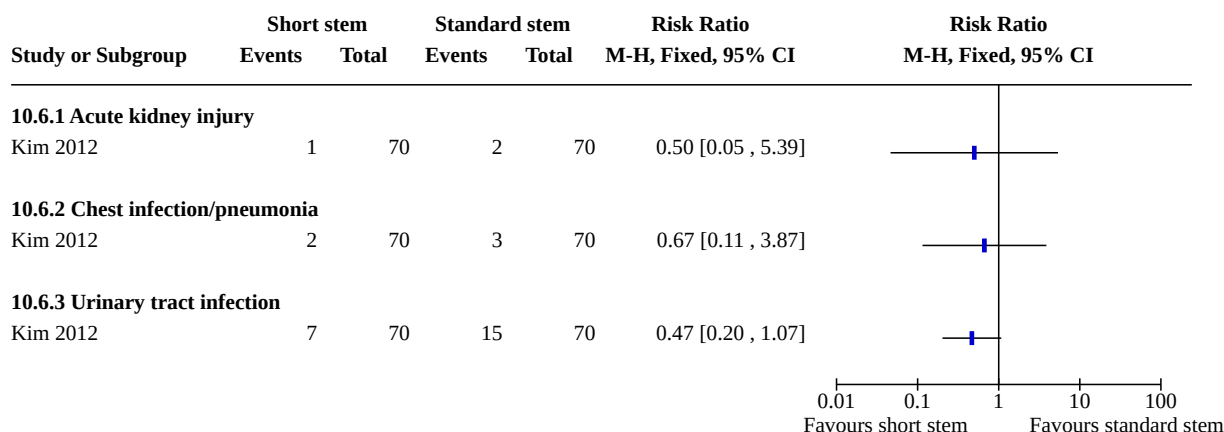 Short stem Standard stem Risk Ratio Risk Ratio
Study or Subgroup Events Total Events Total M-H, Fixed, 95% CI M-H, Fixed, 95% CI
10.6.1 Acute kidney injury
Kim 2012 1 70 2 70 0.50 [0.05 , 5.39]
10.6.2 Chest infection/pneumonia
Kim 2012 2 70 3 70 0.67 [0.11 , 3.87]
10.6.3 Urinary tract infection
Kim 2012 7 70 15 70 0.47 [0.20 , 1.07]
0.01 0.1 1 10 100
Favours short stem Favours standard stem